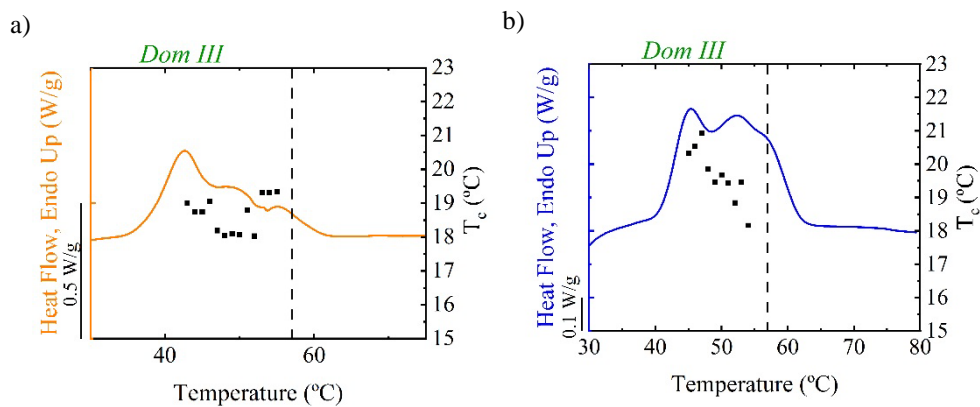 a)
Dom III
Heat Flow, Endo Up (W/g)
0.5 W/g
23
22
21
20
19
18
17
16
15
T_c (ºC)
40
60
Temperature (ºC)
b)
Dom III
Heat Flow, Endo Up (W/g)
0.1 W/g
23
22
21
20
19
18
17
16
15
T_c (ºC)
30
40
50
60
70
80
Temperature (ºC)